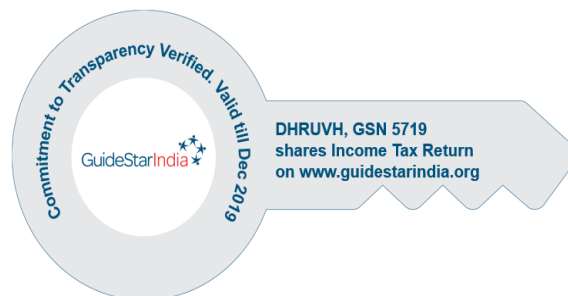 Commitment to Transparency Verified. Valid till Dec 2019
GuideStarIndia
DHRUVH, GSN 5719
shares Income Tax Return
on www.guidestarindia.org